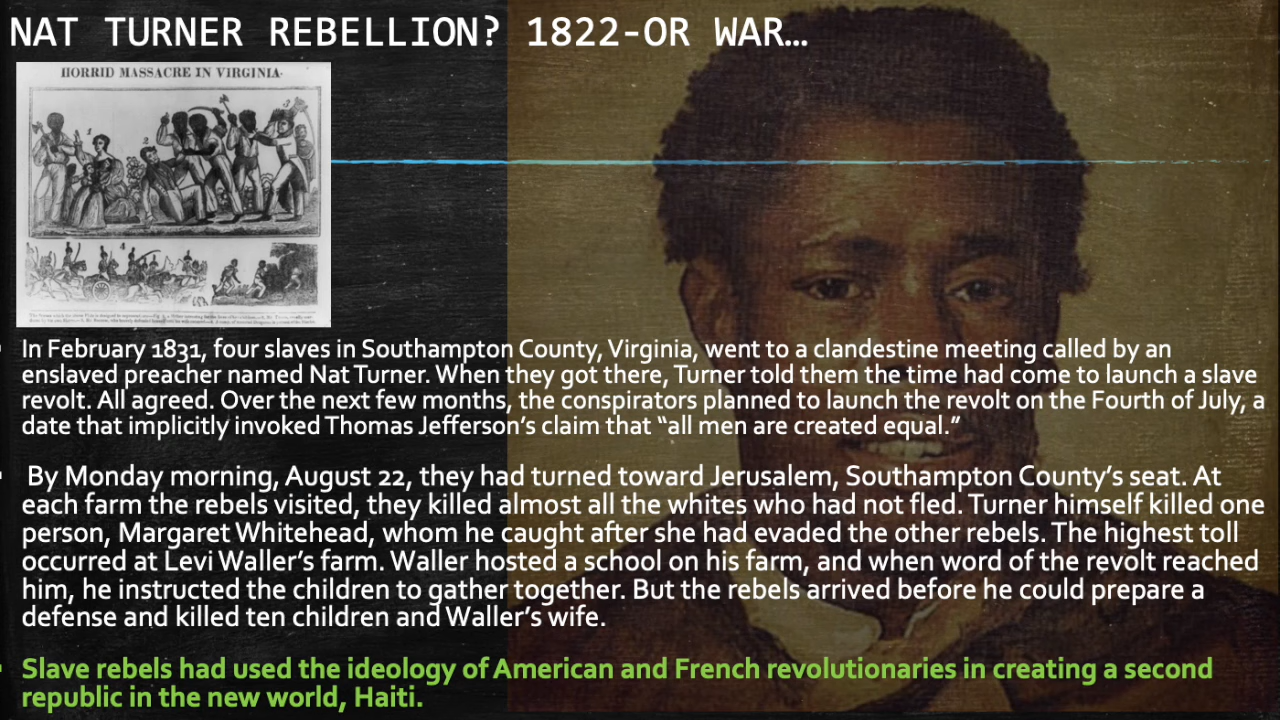 NAT TURNER REBELLION? 1822-OR WAR…
HORRID MASSACRE IN VIRGINIA.
1
2
3
4
In February 1831, four slaves in Southampton County, Virginia, went to a clandestine meeting called by an
enslaved preacher named Nat Turner. When they got there, Turner told them the time had come to launch a slave
revolt. All agreed. Over the next few months, the conspirators planned to launch the revolt on the Fourth of July, a
date that implicitly invoked Thomas Jefferson’s claim that “all men are created equal.”
By Monday morning, August 22, they had turned toward Jerusalem, Southampton County’s seat. At
each farm the rebels visited, they killed almost all the whites who had not fled. Turner himself killed one
person, Margaret Whitehead, whom he caught after she had evaded the other rebels. The highest toll
occurred at Levi Waller’s farm. Waller hosted a school on his farm, and when word of the revolt reached
him, he instructed the children to gather together. But the rebels arrived before he could prepare a
defense and killed ten children and Waller’s wife.
Slave rebels had used the ideology of American and French revolutionaries in creating a second
republic in the new world, Haiti.